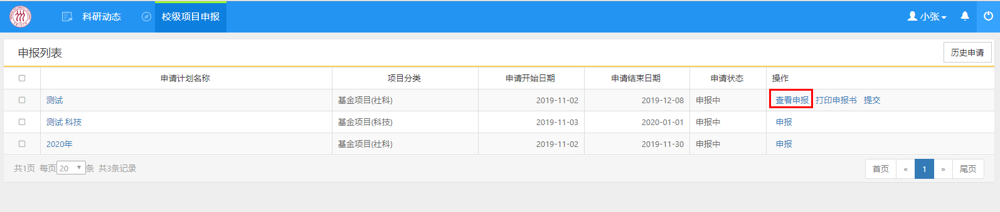 科研动态 校级项目申报 小张
申报列表 历史申请
申请计划名称 项目分类 申请开始日期 申请结束日期 申请状态 操作
测试 基金项目(社科) 2019-11-02 2019-12-08 申报中 查看申报 打印申报书 提交
测试 科技 基金项目(科技) 2019-11-03 2020-01-01 申报中 申报
2020年 基金项目(社科) 2019-11-02 2019-11-30 申报中 申报
共1页 每页 20 条 共3条记录 首页 « 1 » 尾页